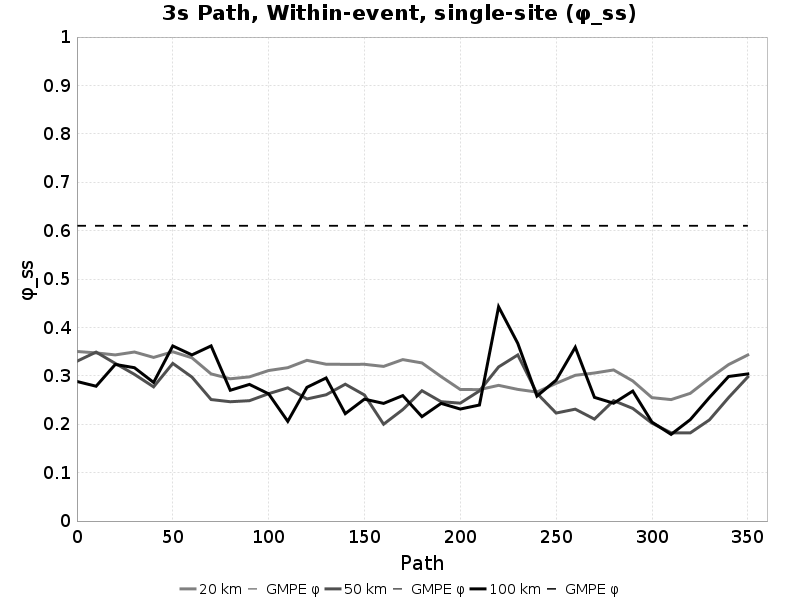 3s Path, Within-event, single-site (φ_ss)
1
0.9
0.8
0.7
0.6
0.5
0.4
0.3
0.2
0.1
0
φ_ss
0 50 100 150 200 250 300 350
Path
20 km GMPE φ 50 km GMPE φ 100 km GMPE φ